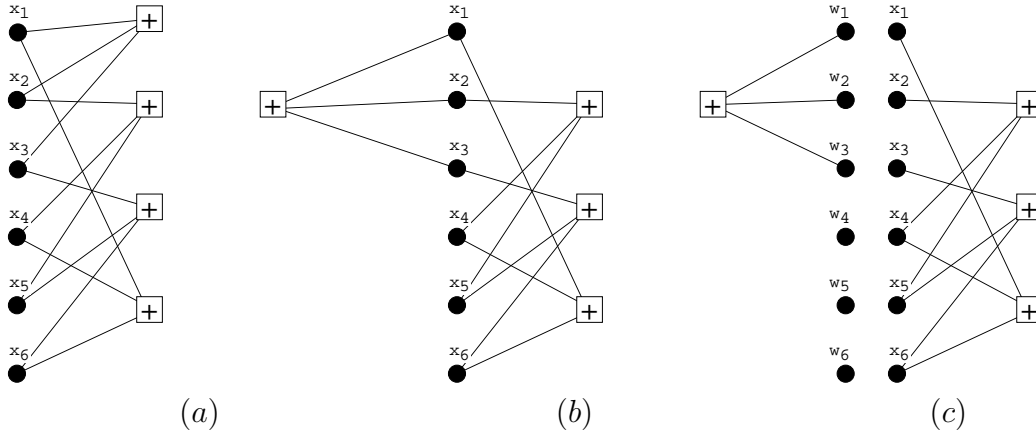 x1 + x1 w1 x1
x2 + + x2 + + w2 x2 +
x3 x3 w3 x3
x4 + x4 + w4 x4 +
x5 + x5 + w5 x5 +
x6 x6 w6 x6
(a) (b) (c)